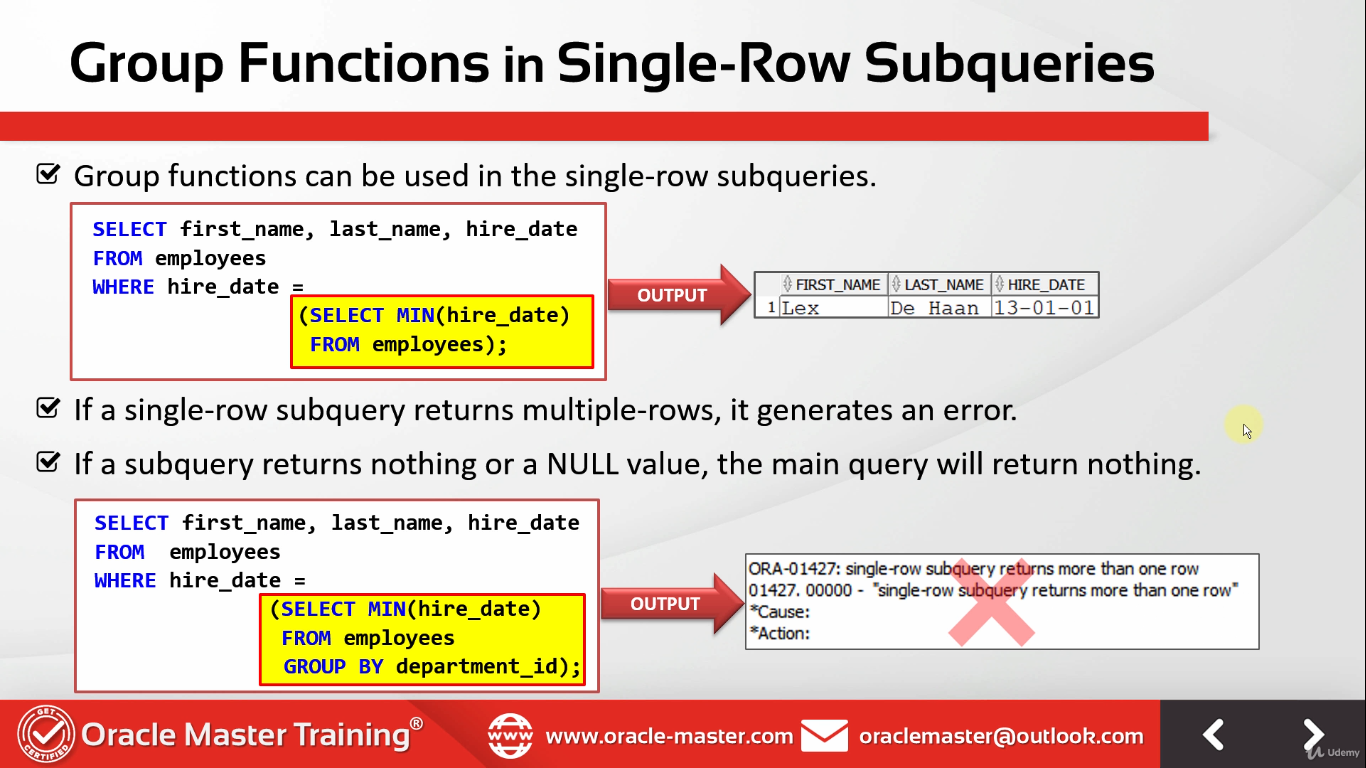 Group Functions in Single-Row Subqueries
Group functions can be used in the single-row subqueries.
SELECT first_name, last_name, hire_date
FROM employees
WHERE hire_date =
(SELECT MIN(hire_date)
FROM employees);
OUTPUT
FIRST_NAME LAST_NAME HIRE_DATE
1 Lex De Haan 13-01-01
If a single-row subquery returns multiple-rows, it generates an error.
If a subquery returns nothing or a NULL value, the main query will return nothing.
SELECT first_name, last_name, hire_date
FROM employees
WHERE hire_date =
(SELECT MIN(hire_date)
FROM employees
GROUP BY department_id);
OUTPUT
ORA-01427: single-row subquery returns more than one row
01427. 00000 - "single-row subquery returns more than one row"
*Cause:
*Action:
GET CERTIFIED
Oracle Master Training®
www
www.oracle-master.com
oraclemaster@outlook.com
Udemy